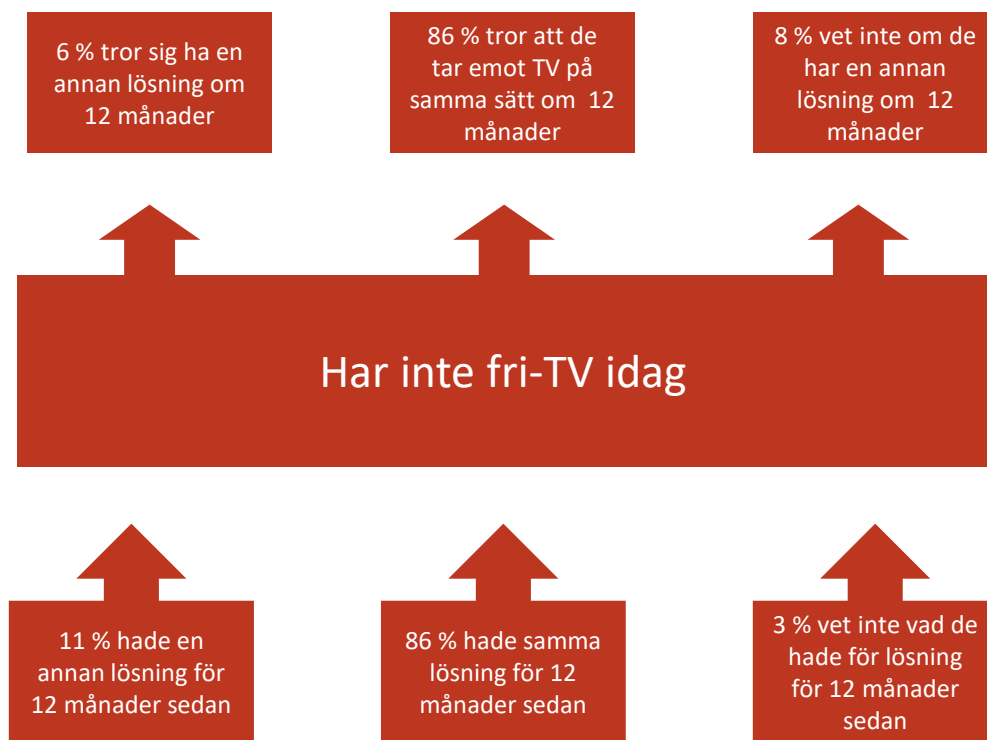 6 % tror sig ha en
annan lösning om
12 månader
86 % tror att de
tar emot TV på
samma sätt om  12
månader
8 % vet inte om de
har en annan
lösning om  12
månader
Har inte fri-TV idag
11 % hade en
annan lösning för
12 månader sedan
86 % hade samma
lösning för 12
månader sedan
3 % vet inte vad de
hade för lösning
för 12 månader
sedan